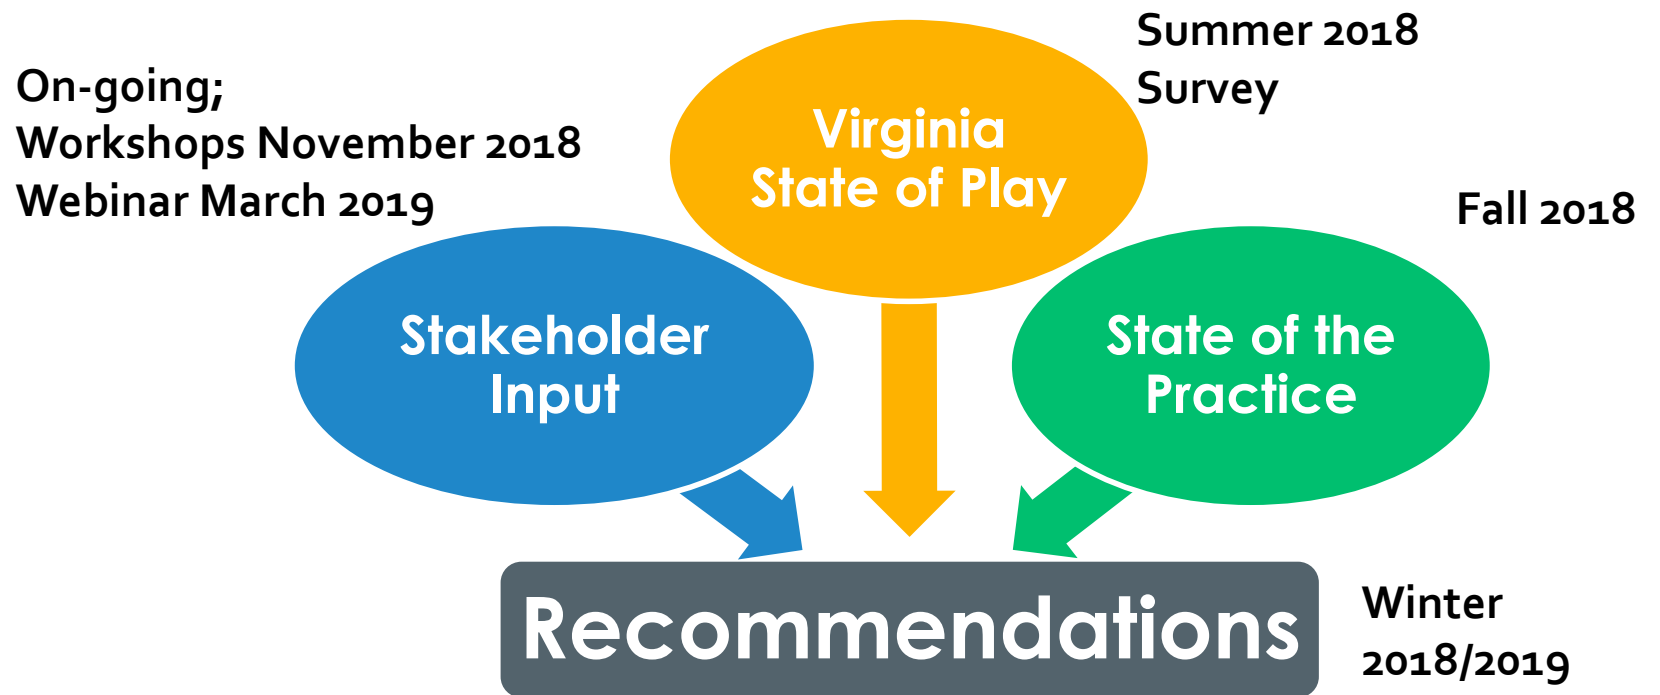 On-going;
Workshops November 2018
Webinar March 2019
Stakeholder
Input
Summer 2018
Survey
Virginia
State of Play
Fall 2018
State of the
Practice
Recommendations
Winter
2018/2019